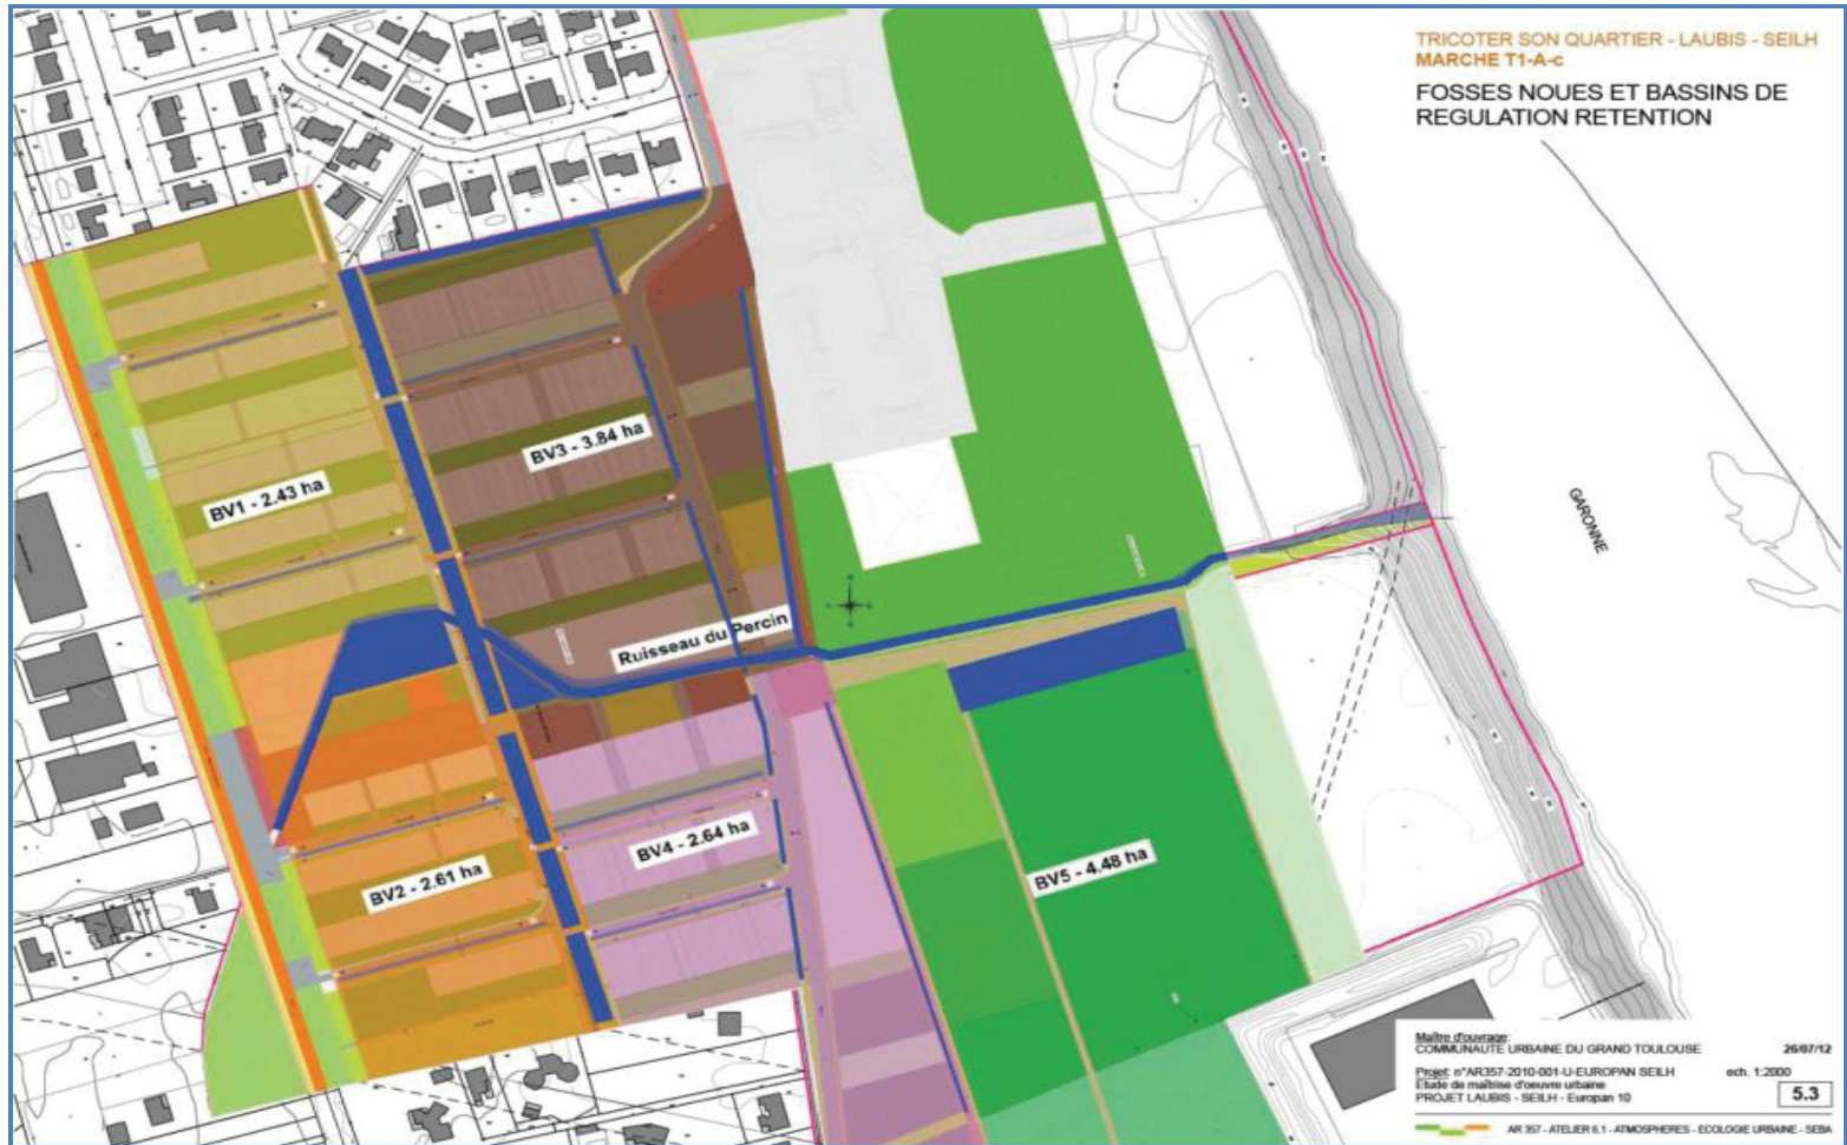 TRICOTER SON QUARTIER - LAUBIS - SEILH
MARCHE T1-A-c
FOSSES NOUES ET BASSINS DE
REGULATION RETENTION
BV3 - 3.84 ha
BV1 - 2.43 ha
GARONNE
Ruisseau du Percin
BV4 - 2.64 ha
BV2 - 2.61 ha
BV5 - 4.48 ha
Maître d'ouvrage:
COMMUNAUTE URBAINE DU GRAND TOULOUSE 26/07/12
Projet: n°AR357-2010-001-U-EUROPAN SEILH ech. 1:2000
Etude de maîtrise d'oeuvre urbaine
PROJET LAUBIS - SEILH - Europan 10
5.3
AR 357 - ATELIER 6.1 - ATMOSPHERES - ECOLOGIE URBAINE - SEBA